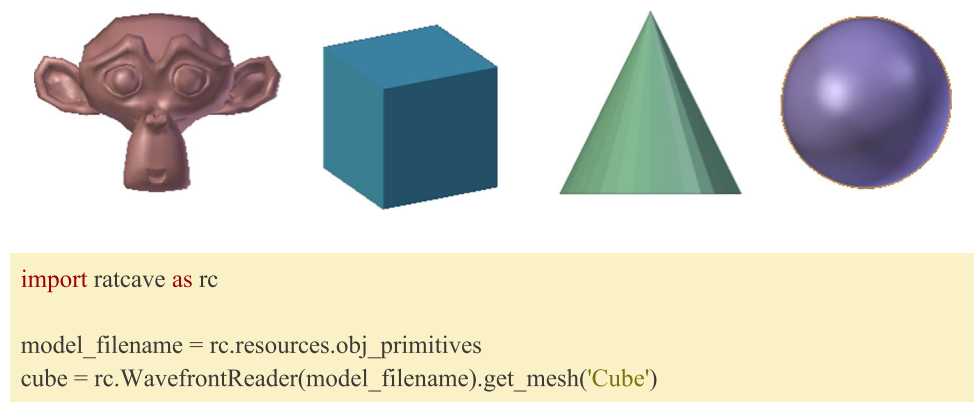 import ratcave as rc
model_filename = rc.resources.obj_primitives
cube = rc.WavefrontReader(model_filename).get_mesh('Cube')